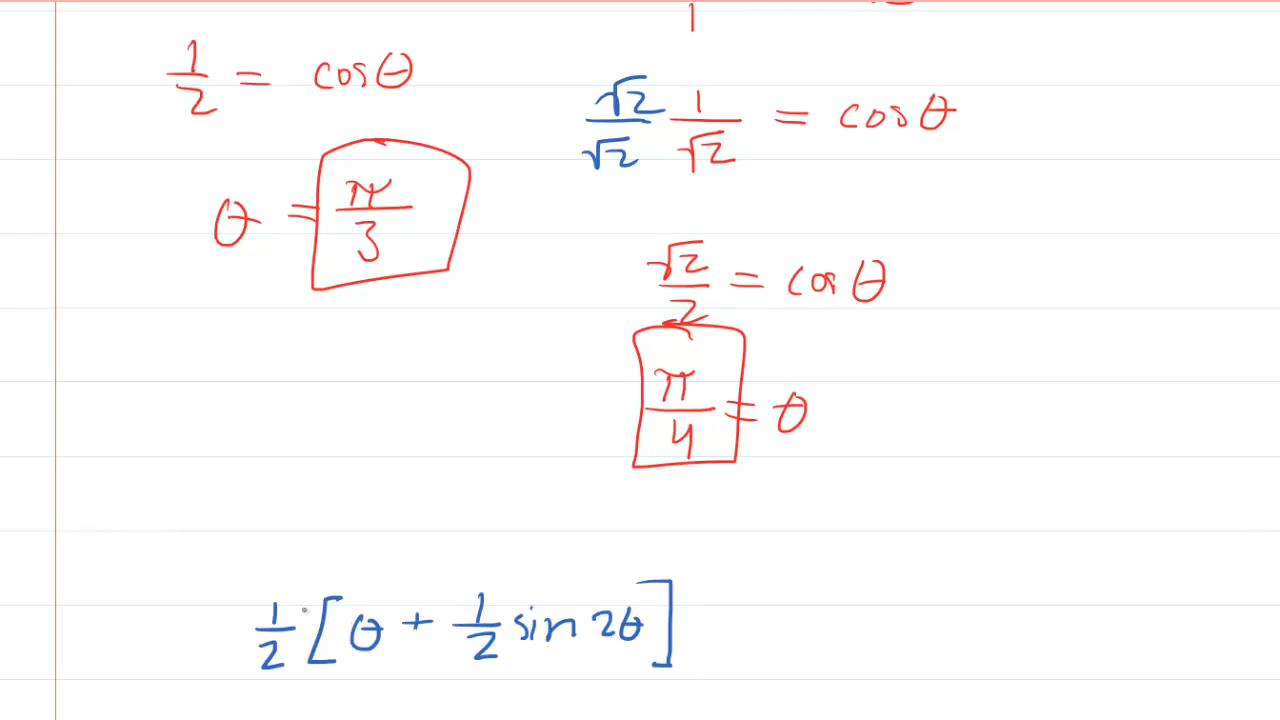 1
1/2 = cosθ
√2/√2 1/√2 = cosθ
θ = π/3
√2/2 = cosθ
π/4 = θ
1/2 [θ + 1/2 sin 2θ]